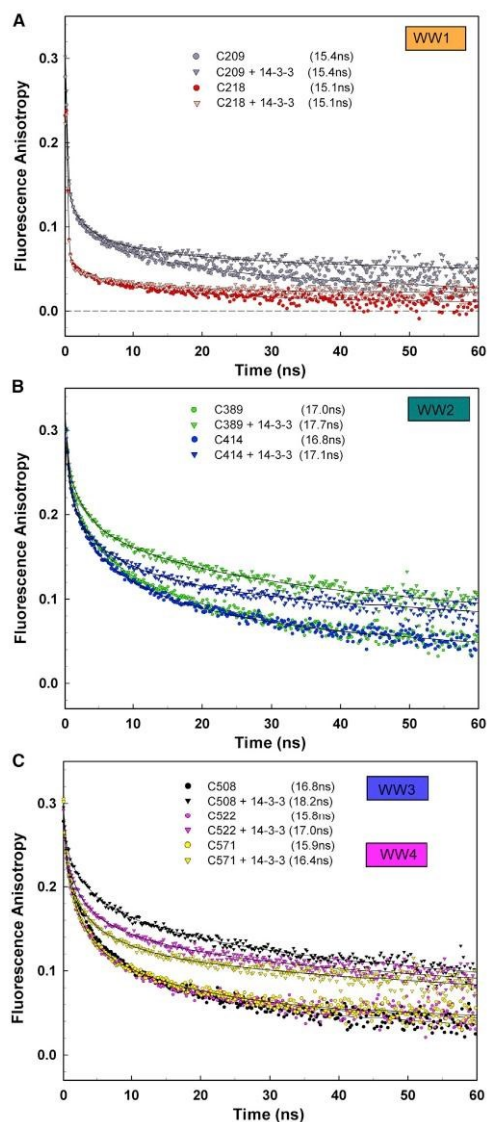 A
WW1
C209 (15.4ns)
C209 + 14-3-3 (15.4ns)
C218 (15.1ns)
C218 + 14-3-3 (15.1ns)
Fluorescence Anisotropy
0.3
0.2
0.1
0.0
0 10 20 30 40 50 60
Time (ns)
B
WW2
C389 (17.0ns)
C389 + 14-3-3 (17.7ns)
C414 (16.8ns)
C414 + 14-3-3 (17.1ns)
Fluorescence Anisotropy
0.3
0.2
0.1
0.0
0 10 20 30 40 50 60
Time (ns)
C
WW3
WW4
C508 (16.8ns)
C508 + 14-3-3 (18.2ns)
C522 (15.8ns)
C522 + 14-3-3 (17.0ns)
C571 (15.9ns)
C571 + 14-3-3 (16.4ns)
Fluorescence Anisotropy
0.3
0.2
0.1
0.0
0 10 20 30 40 50 60
Time (ns)